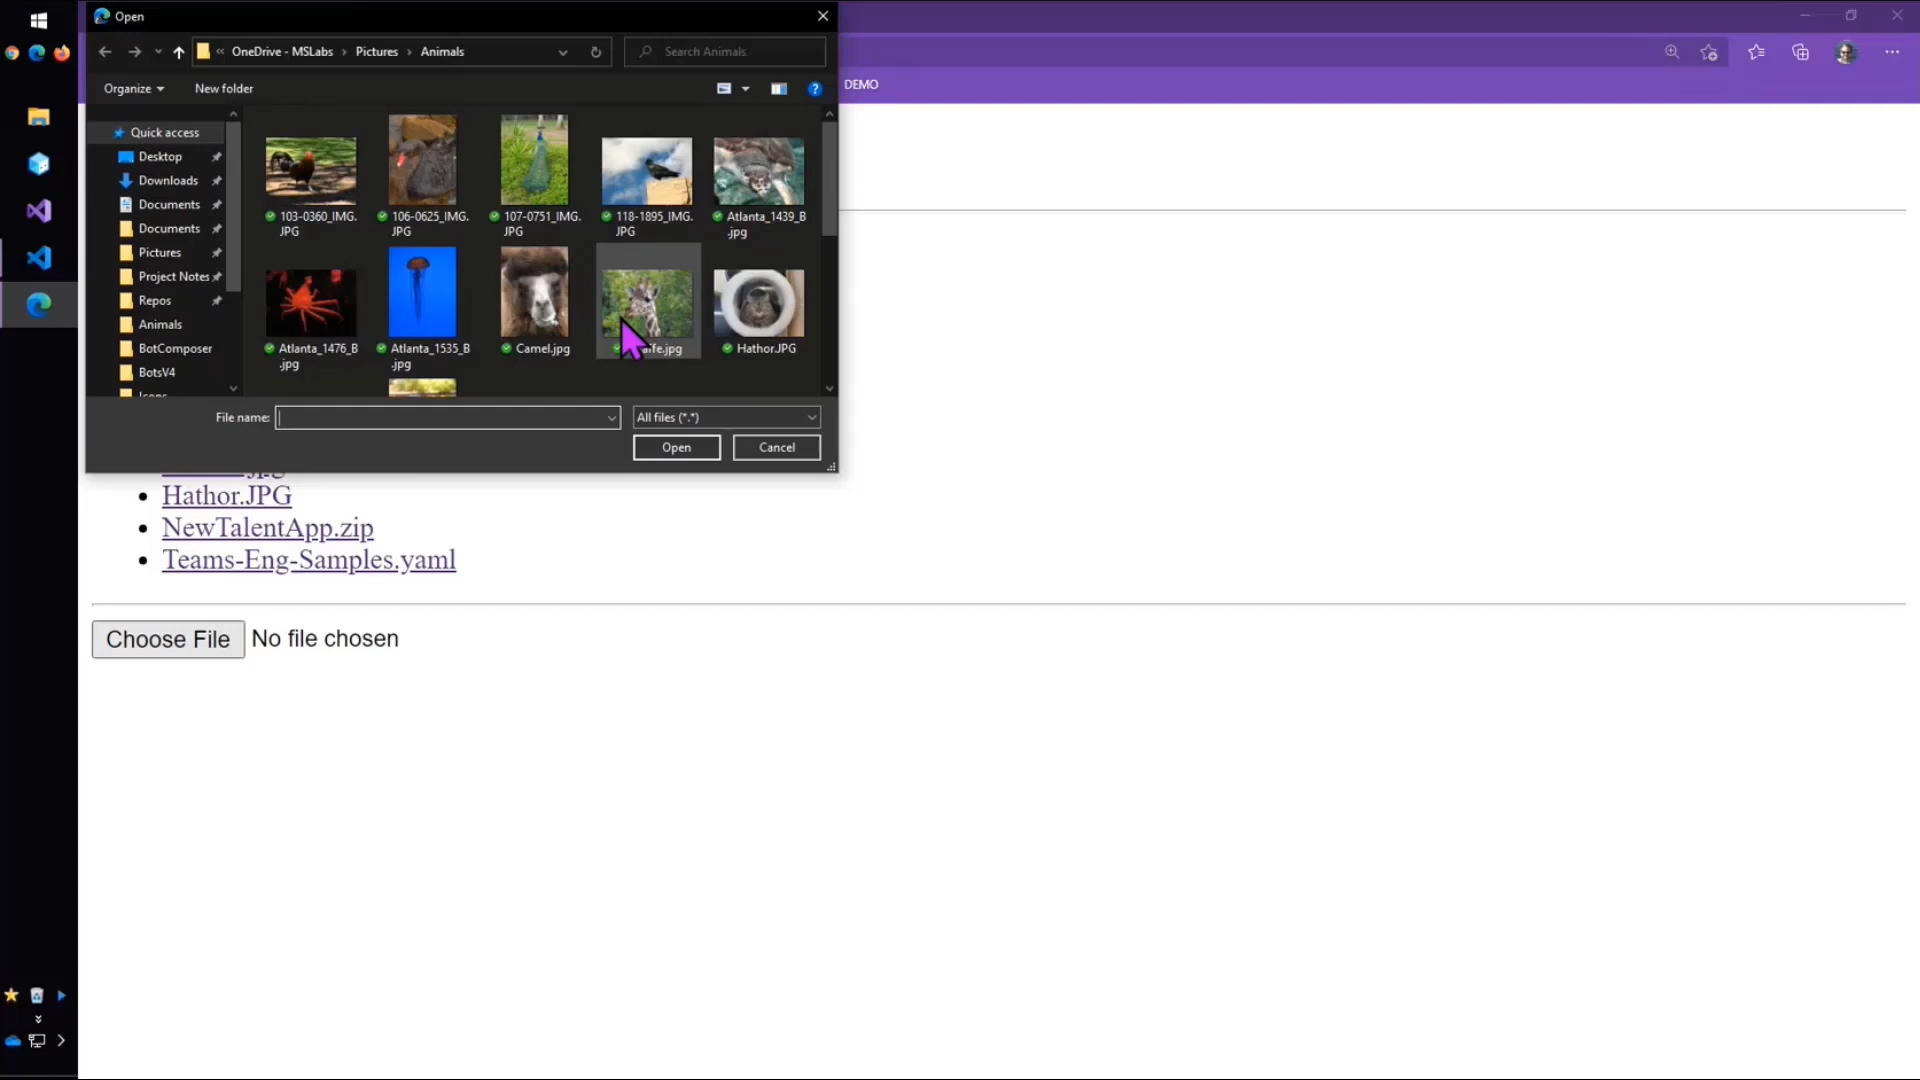 Open
« OneDrive - MSLabs › Pictures › Animals
Search Animals
Organize
New folder
DEMO
Quick access
Desktop
Downloads
Documents
Documents
Pictures
Project Notes
Repos
Animals
BotComposer
BotsV4
Icons
103-0360_IMG.
JPG
106-0625_IMG.
JPG
107-0751_IMG.
JPG
118-1895_IMG.
JPG
Atlanta_1439_B
.jpg
Atlanta_1476_B
.jpg
Atlanta_1535_B
.jpg
Camel.jpg
Hathor.JPG
File name:
All files (*.*)
Open
Cancel
Hathor.JPG
NewTalentApp.zip
Teams-Eng-Samples.yaml
Choose File No file chosen